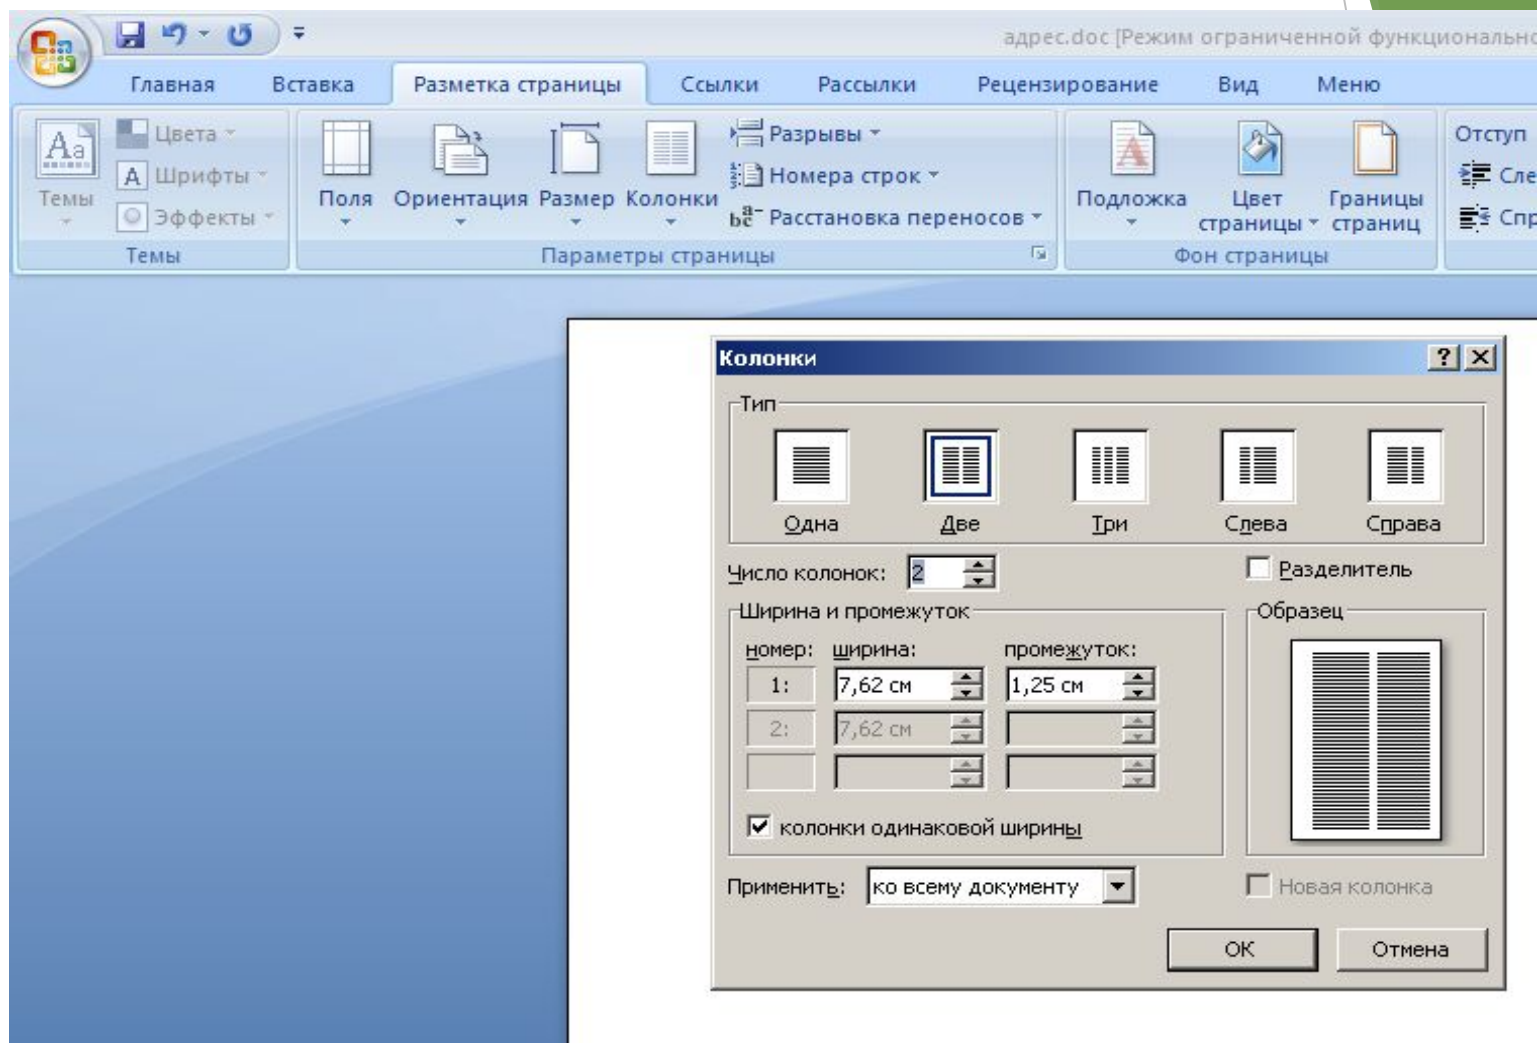 адрес.doc [Режим ограниченной
Главная Вставка Разметка страницы Ссылки Рассылки Рецензирование Вид Меню
Aa
Темы
Цвета
A Шрифты
Эффекты
Темы
Поля Ориентация Размер Колонки
Разрывы
Номера строк
Расстановка переносов
Параметры страницы
Подложка Цвет страницы Границы страниц
Фон страницы
Отступ
Колонки
Тип
Одна Две Три Слева Справа
Число колонок: 2 Разделитель
Ширина и промежуток
номер: ширина: промежуток:
1: 7,62 см 1,25 см
2: 7,62 см
колонки одинаковой ширины
Образец
Применить: ко всему документу Новая колонка
ОК Отмена